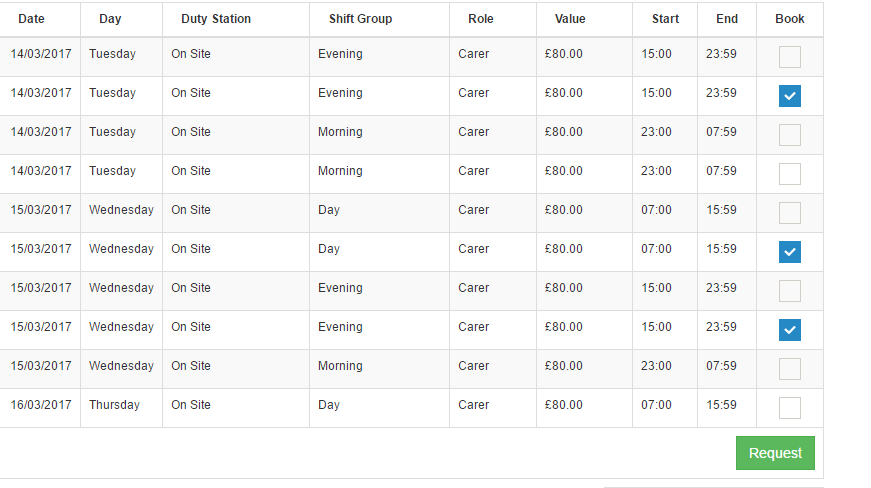 Date Day Duty Station Shift Group Role Value Start End Book
14/03/2017 Tuesday On Site Evening Carer £80.00 15:00 23:59
14/03/2017 Tuesday On Site Evening Carer £80.00 15:00 23:59
14/03/2017 Tuesday On Site Morning Carer £80.00 23:00 07:59
14/03/2017 Tuesday On Site Morning Carer £80.00 23:00 07:59
15/03/2017 Wednesday On Site Day Carer £80.00 07:00 15:59
15/03/2017 Wednesday On Site Day Carer £80.00 07:00 15:59
15/03/2017 Wednesday On Site Evening Carer £80.00 15:00 23:59
15/03/2017 Wednesday On Site Evening Carer £80.00 15:00 23:59
15/03/2017 Wednesday On Site Morning Carer £80.00 23:00 07:59
16/03/2017 Thursday On Site Day Carer £80.00 07:00 15:59
Request